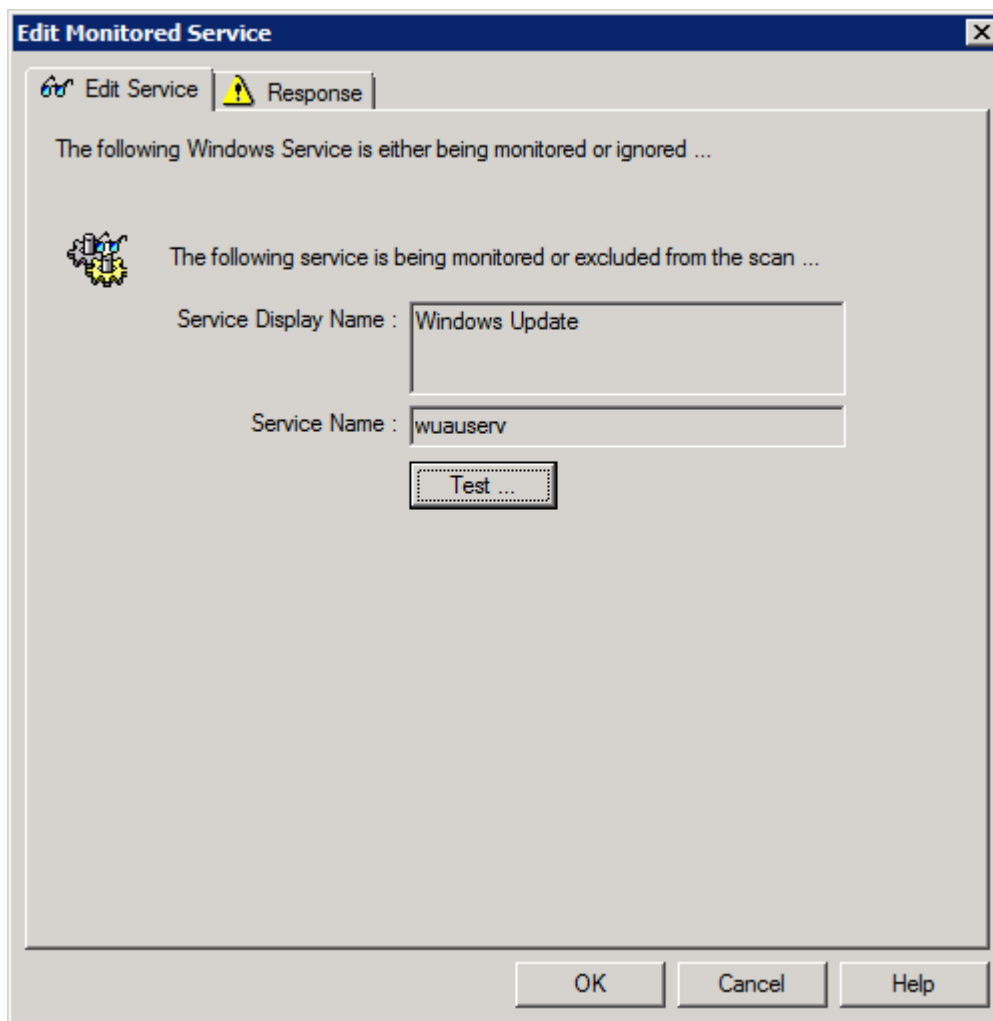 Edit Monitored Service
Edit Service
Response
The following Windows Service is either being monitored or ignored ...
The following service is being monitored or excluded from the scan ...
Service Display Name : Windows Update
Service Name : wuauserv
Test ...
OK Cancel Help